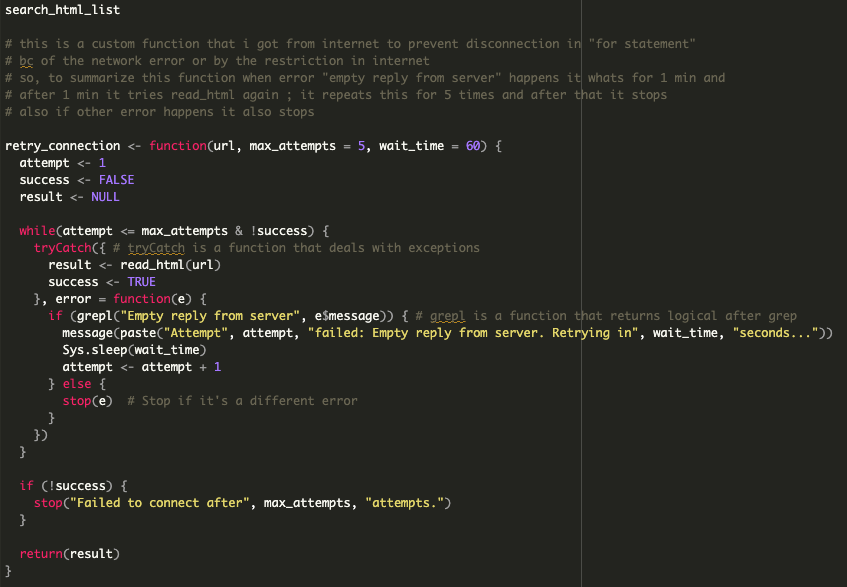 search_html_list
# this is a custom function that i got from internet to prevent disconnection in "for statement"
# bc of the network error or by the restriction in internet
# so, to summarize this function when error "empty reply from server" happens it whats for 1 min and
# after 1 min it tries read_html again ; it repeats this for 5 times and after that it stops
# also if other error happens it also stops
retry_connection <- function(url, max_attempts = 5, wait_time = 60) {
  attempt <- 1
  success <- FALSE
  result <- NULL
  while(attempt <= max_attempts & !success) {
    tryCatch({ # tryCatch is a function that deals with exceptions
      result <- read_html(url)
      success <- TRUE
    }, error = function(e) {
      if (grepl("Empty reply from server", e$message)) { # grepl is a function that returns logical after grep
        message(paste("Attempt", attempt, "failed: Empty reply from server. Retrying in", wait_time, "seconds..."))
        Sys.sleep(wait_time)
        attempt <- attempt + 1
      } else {
        stop(e)  # Stop if it's a different error
      }
    })
  }
  if (!success) {
    stop("Failed to connect after", max_attempts, "attempts.")
  }
  return(result)
}